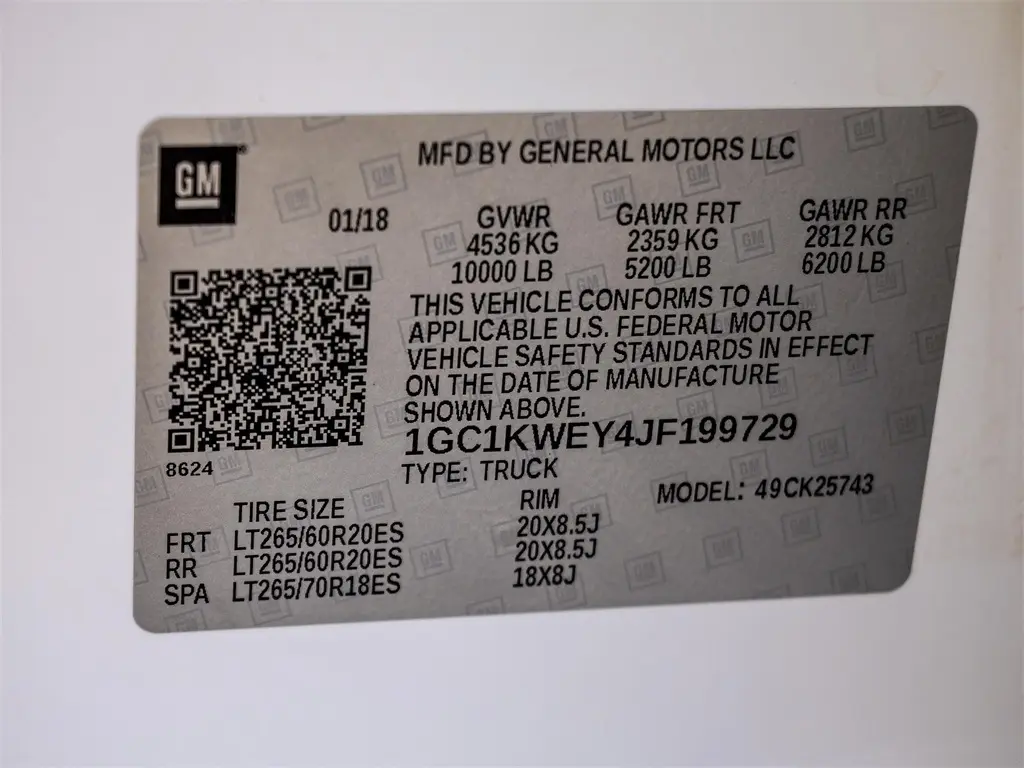 GM
MFD BY GENERAL MOTORS LLC
01/18 GVWR GAWR FRT GAWR RR
4536 KG 2359 KG 2812 KG
10000 LB 5200 LB 6200 LB
THIS VEHICLE CONFORMS TO ALL
APPLICABLE U.S. FEDERAL MOTOR
VEHICLE SAFETY STANDARDS IN EFFECT
ON THE DATE OF MANUFACTURE
SHOWN ABOVE.
1GC1KWEY4JF199729
8624
TYPE: TRUCK
MODEL: 49CK25743
TIRE SIZE RIM
FRT LT265/60R20ES 20X8.5J
RR LT265/60R20ES 20X8.5J
SPA LT265/70R18ES 18X8J